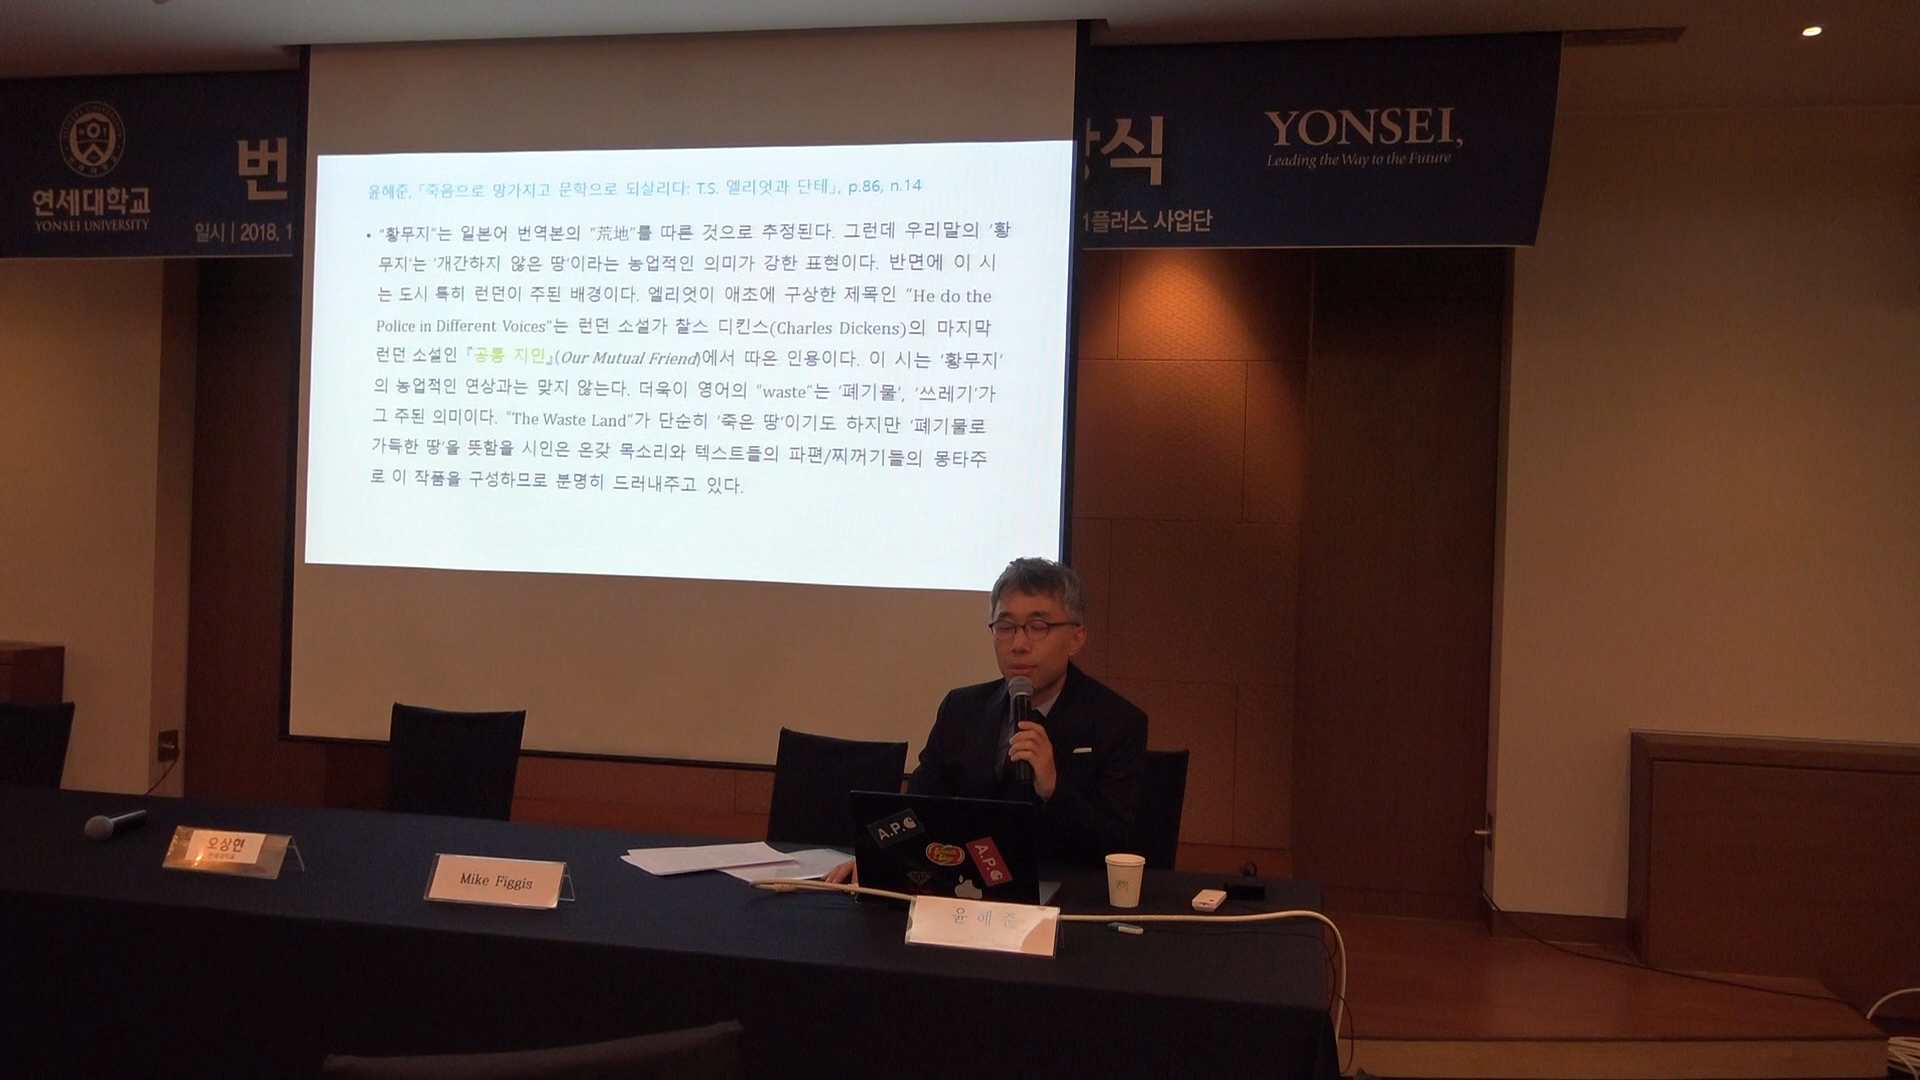 연세대학교
YONSEI UNIVERSITY
번
일시 | 2018. 1
식
1플러스 사업단
YONSEI,
Leading the Way to the Future
윤혜준, 「죽음으로 망가지고 문학으로 되살리다: T.S. 엘리엇과 단테」, p.86, n.14
• "황무지"는 일본어 번역본의 "荒地"를 따른 것으로 추정된다. 그런데 우리말의 '황
무지'는 '개간하지 않은 땅'이라는 농업적인 의미가 강한 표현이다. 반면에 이 시
는 도시 특히 런던이 주된 배경이다. 엘리엇이 애초에 구상한 제목인 "He do the
Police in Different Voices"는 런던 소설가 찰스 디킨스(Charles Dickens)의 마지막
런던 소설인 『공통 지인』(Our Mutual Friend)에서 따온 인용이다. 이 시는 '황무지'
의 농업적인 연상과는 맞지 않는다. 더욱이 영어의 "waste"는 '폐기물', '쓰레기'가
그 주된 의미이다. "The Waste Land"가 단순히 '죽은 땅'이기도 하지만 '폐기물로
가득한 땅'을 뜻함을 시인은 온갖 목소리와 텍스트들의 파편/찌꺼기들의 몽타주
로 이 작품을 구성하므로 분명히 드러내주고 있다.
오상현
연세대학교
Mike Figgis
A.P.C
A.P.C
윤 혜 준